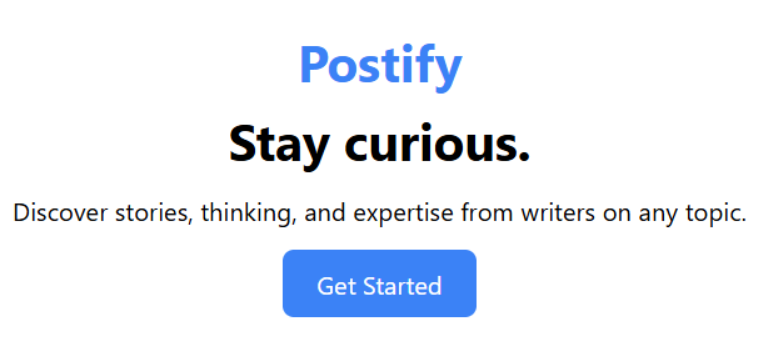 Postify
Stay curious.
Discover stories, thinking, and expertise from writers on any topic.
Get Started